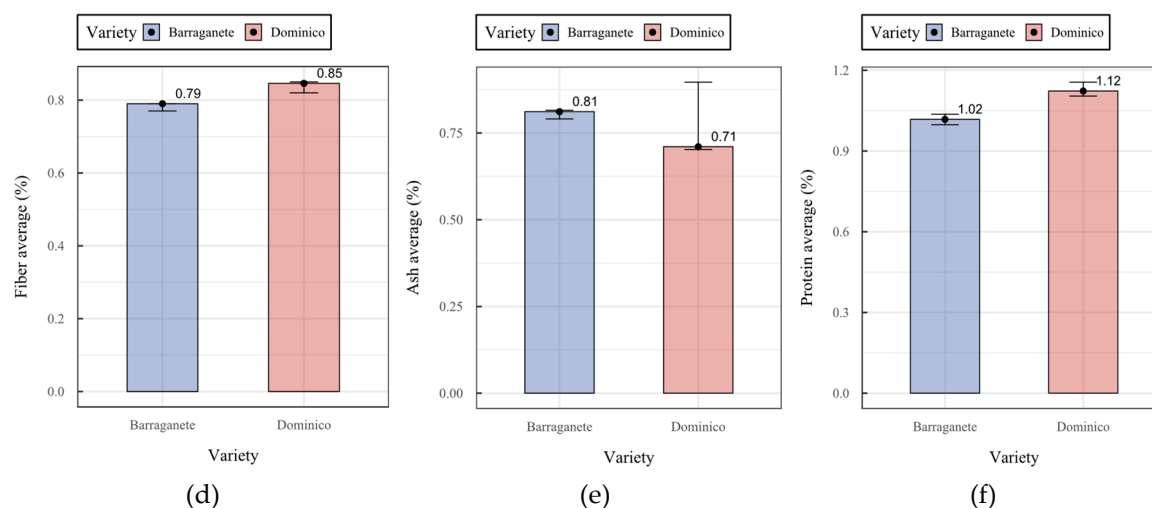 Variety Barraganete Dominico
Fiber average (%)
0.8
0.6
0.4
0.2
0.0
0.79
0.85
Barraganete Dominico
Variety
(d)
Variety Barraganete Dominico
Ash average (%)
0.75
0.50
0.25
0.00
0.81
0.71
Barraganete Dominico
Variety
(e)
Variety Barraganete Dominico
Protein average (%)
1.2
0.9
0.6
0.3
0.0
1.02
1.12
Barraganete Dominico
Variety
(f)